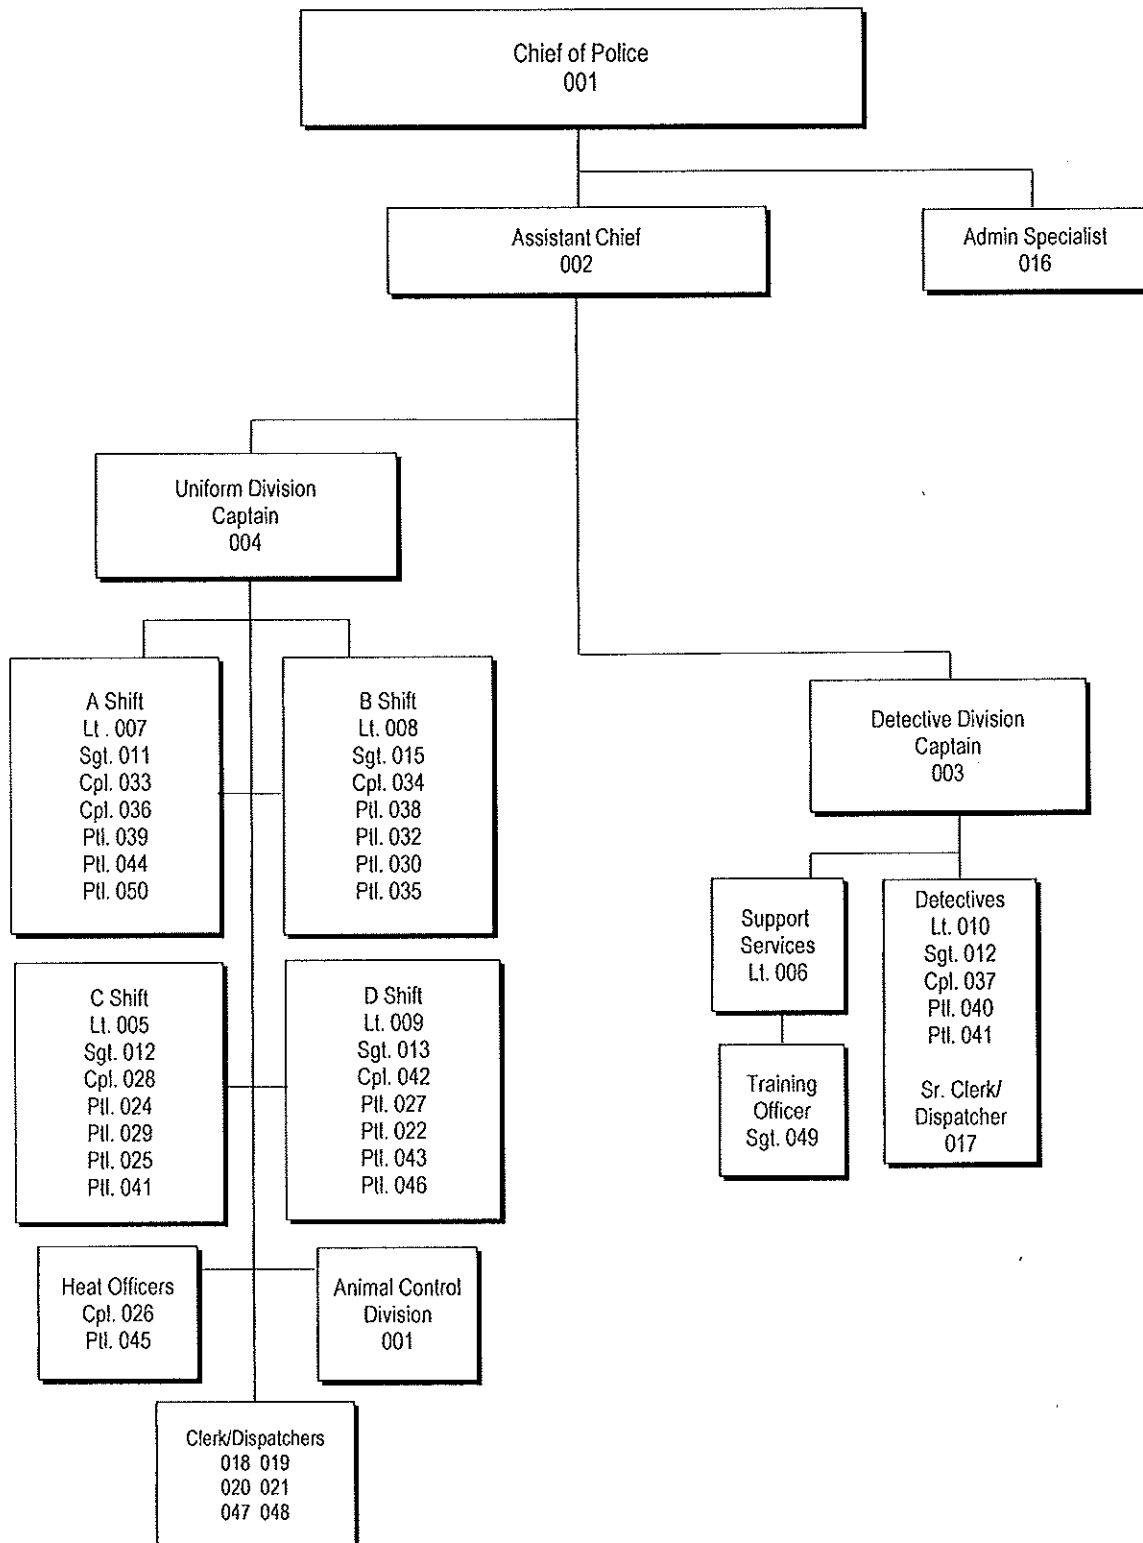 Chief of Police
001
Assistant Chief
002
Admin Specialist
016
Uniform Division
Captain
004
A Shift
Lt . 007
Sgt. 011
Cpl. 033
Cpl. 036
Ptl. 039
Ptl. 044
Ptl. 050
B Shift
Lt. 008
Sgt. 015
Cpl. 034
Ptl. 038
Ptl. 032
Ptl. 030
Ptl. 035
Detective Division
Captain
003
Support
Services
Lt. 006
Detectives
Lt. 010
Sgt. 012
Cpl. 037
Ptl. 040
Ptl. 041
Sr. Clerk/
Dispatcher
017
C Shift
Lt. 005
Sgt. 012
Cpl. 028
Ptl. 024
Ptl. 029
Ptl. 025
Ptl. 041
D Shift
Lt. 009
Sgt. 013
Cpl. 042
Ptl. 027
Ptl. 022
Ptl. 043
Ptl. 046
Training
Officer
Sgt. 049
Heat Officers
Cpl. 026
Ptl. 045
Animal Control
Division
001
Clerk/Dispatchers
018 019
020 021
047 048